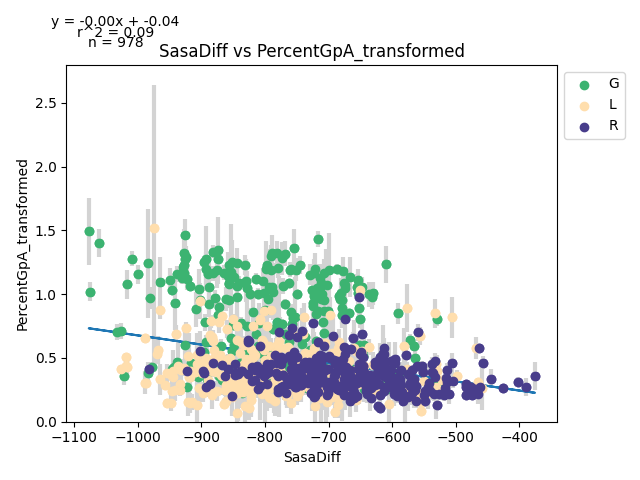 y = -0.00x + -0.04
r^2 = 0.09
n = 978
SasaDiff vs PercentGpA_transformed
G
L
R
PercentGpA_transformed
2.5
2.0
1.5
1.0
0.5
0.0
−1100 −1000 −900 −800 −700 −600 −500 −400
SasaDiff